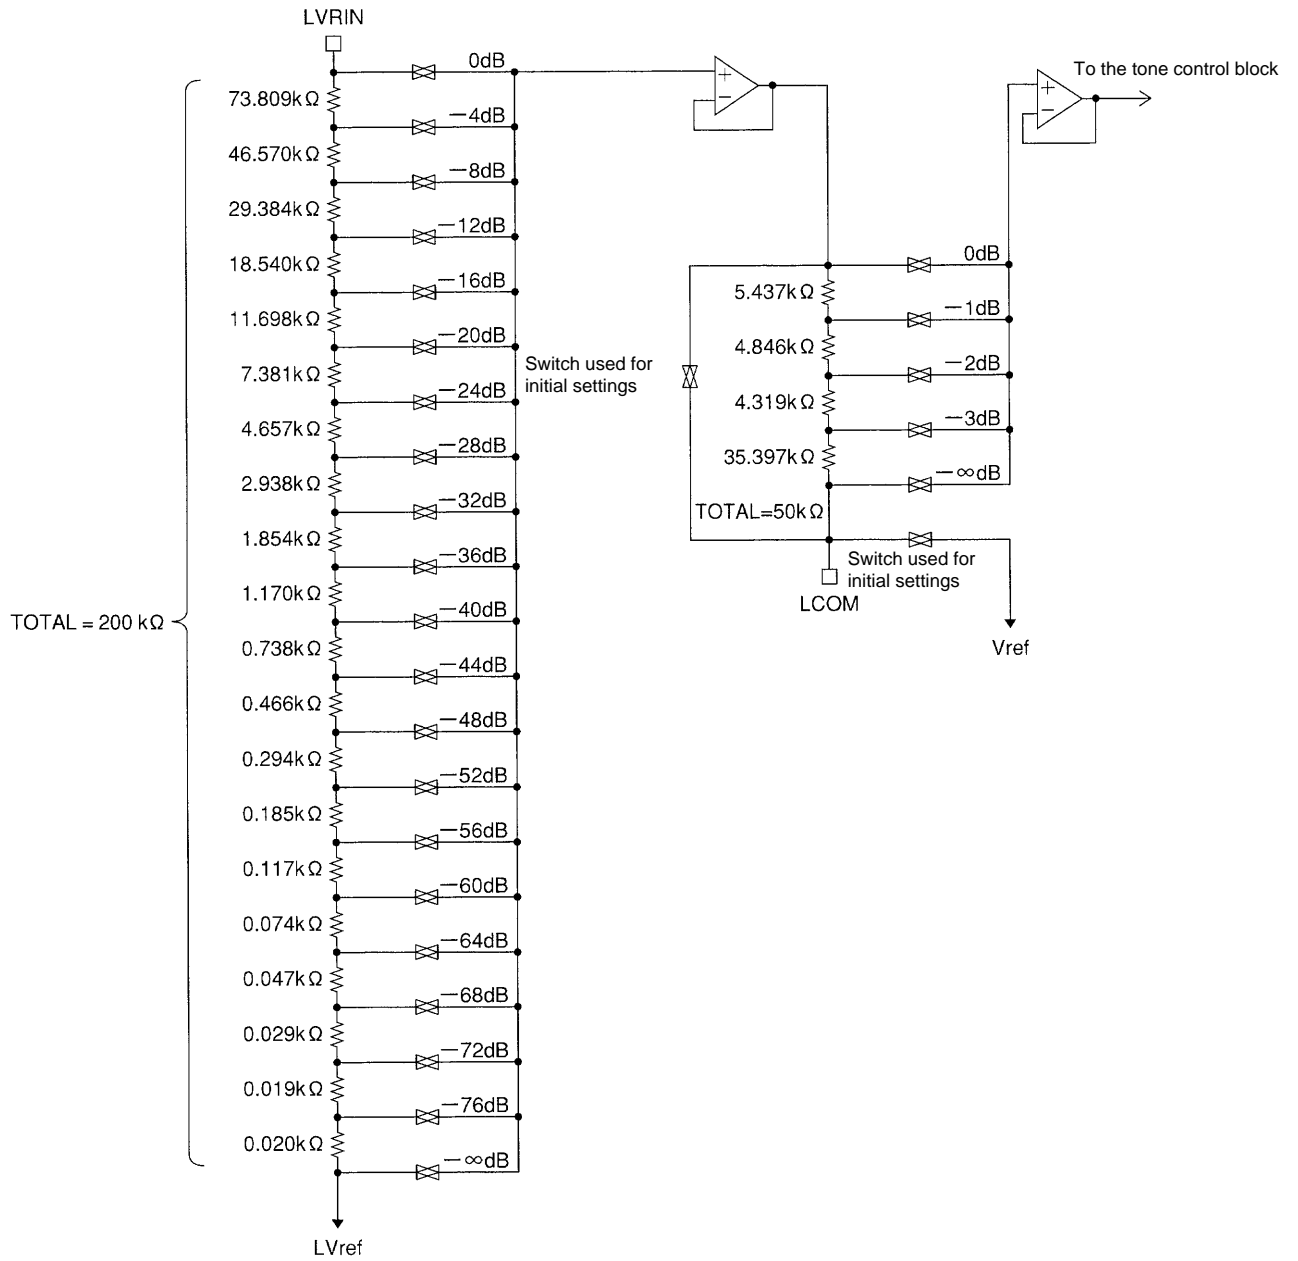 LVRIN
0dB
73.809kΩ
−4dB
46.570kΩ
−8dB
29.384kΩ
−12dB
18.540kΩ
−16dB
11.698kΩ
−20dB
7.381kΩ
−24dB
4.657kΩ
−28dB
2.938kΩ
−32dB
1.854kΩ
−36dB
1.170kΩ
−40dB
TOTAL = 200 kΩ
0.738kΩ
−44dB
0.466kΩ
−48dB
0.294kΩ
−52dB
0.185kΩ
−56dB
0.117kΩ
−60dB
0.074kΩ
−64dB
0.047kΩ
−68dB
0.029kΩ
−72dB
0.019kΩ
−76dB
0.020kΩ
−∞dB
LVref
+
−
Switch used for
initial settings
0dB
5.437kΩ
−1dB
4.846kΩ
−2dB
4.319kΩ
−3dB
35.397kΩ
−∞dB
TOTAL=50kΩ
Switch used for
initial settings
LCOM
Vref
+
−
To the tone control block